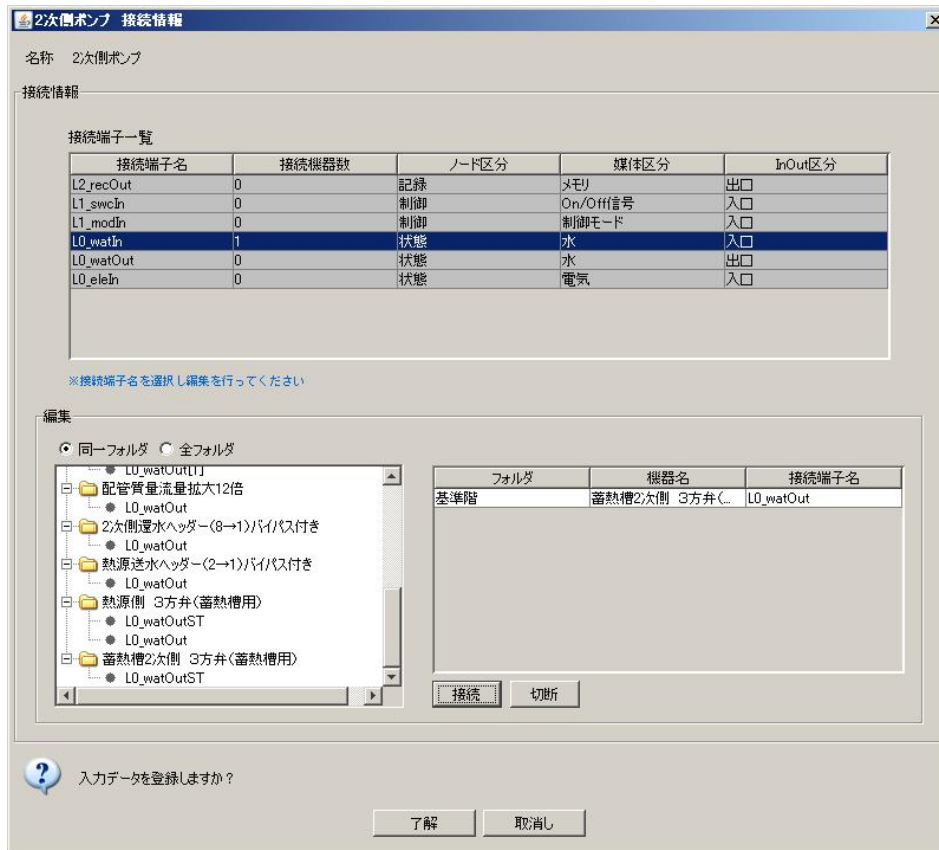 2次側ポンプ 接続情報
名称 2次側ポンプ
接続情報
接続端子一覧
接続端子名 接続機器数 ノード区分 媒体区分 InOut区分
L2_recOut 0 記録 メモリ 出口
L1_swcIn 0 制御 On/Off信号 入口
L1_modIn 0 制御 制御モード 入口
L0_watIn 1 状態 水 入口
L0_watOut 0 状態 水 出口
L0_eleIn 0 状態 電気 入口
※接続端子名を選択し編集を行ってください
編集
同一フォルダ 全フォルダ
L0_watOut[1]
配管質量流量拡大12倍
L0_watOut
2次側還水ヘッダー(8→1)バイパス付き
L0_watOut
熱源送水ヘッダー(2→1)バイパス付き
L0_watOut
熱源側 3方弁(蓄熱槽用)
L0_watOutST
L0_watOut
蓄熱槽2次側 3方弁(蓄熱槽用)
L0_watOutST
フォルダ 機器名 接続端子名
基準階 蓄熱槽2次側 3方弁(... L0_watOut
接続 切断
入力データを登録しますか?
了解 取消し